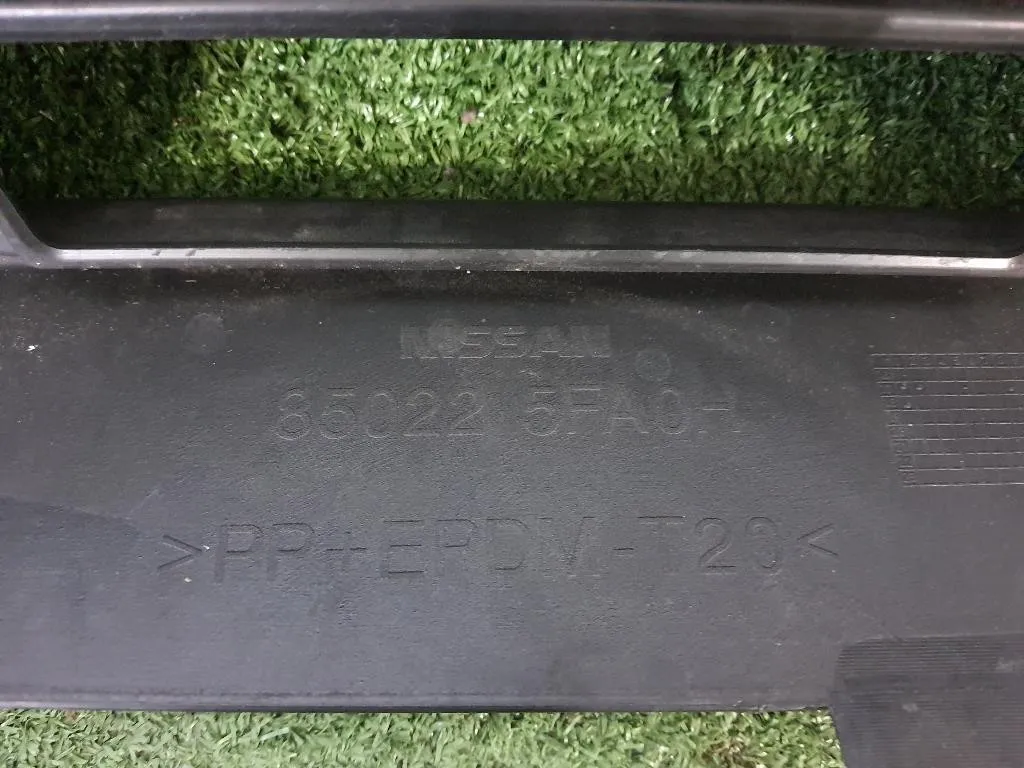 NISSAN
85022 5FA0H
>PP+EPDM-T20<